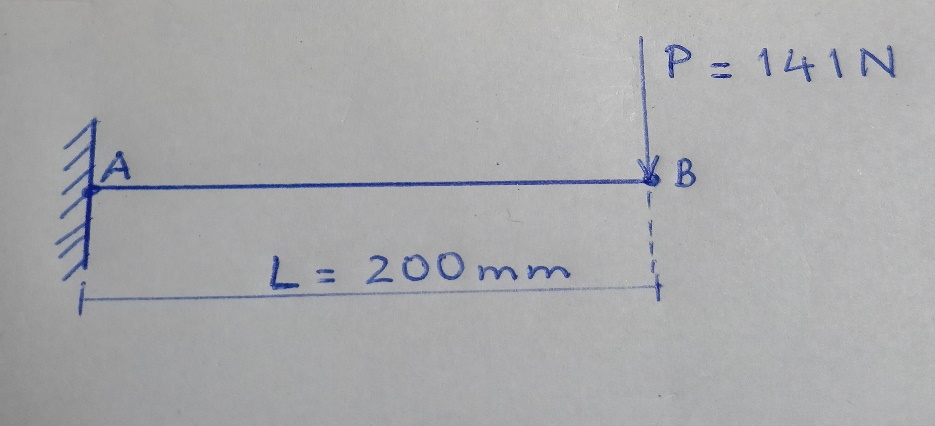 P = 141N
A
B
L = 200mm